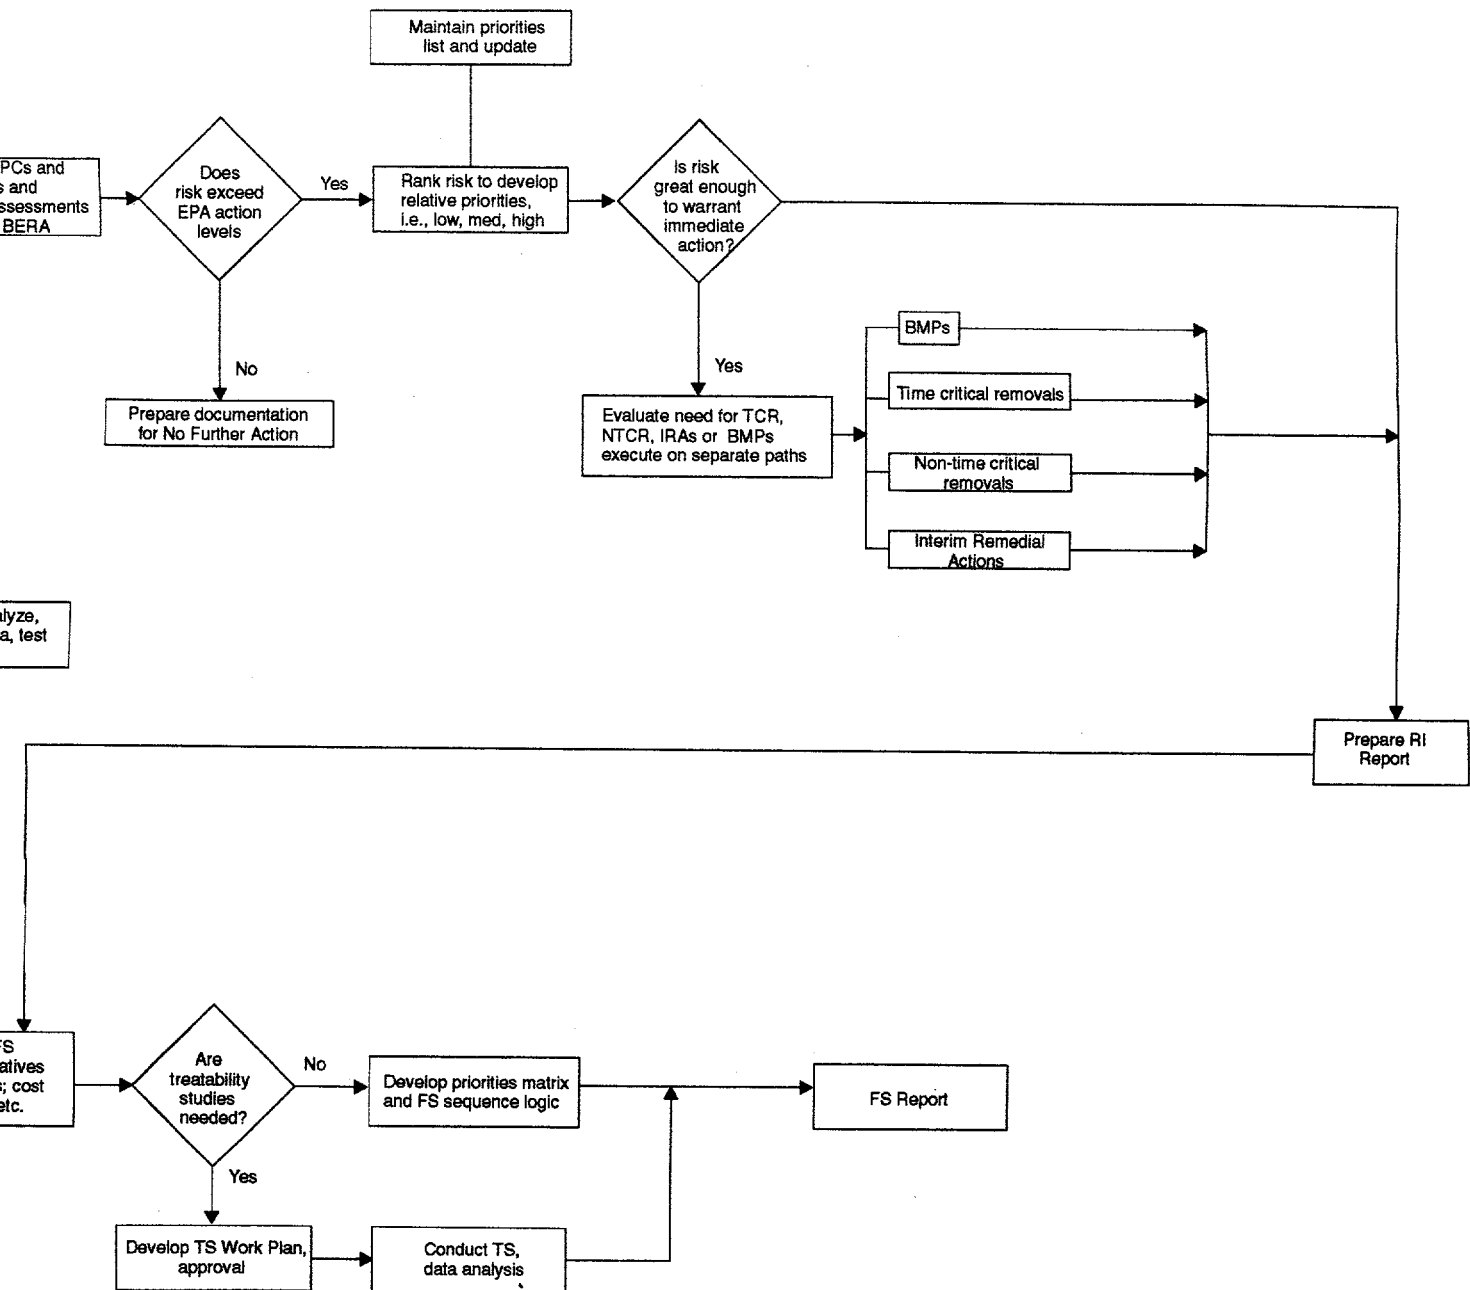 Maintain priorities
list and update
PCs and
s and
ssessments
BERA
Does
risk exceed
EPA action
levels
Yes
No
Prepare documentation
for No Further Action
Rank risk to develop
relative priorities,
i.e., low, med, high
Is risk
great enough
to warrant
immediate
action?
Yes
Evaluate need for TCR,
NTCR, IRAs or BMPs
execute on separate paths
BMPs
Time critical removals
Non-time critical
removals
Interim Remedial
Actions
alyze,
a, test
Prepare RI
Report
FS
atives
s; cost
etc.
Are
treatability
studies
needed?
No
Yes
Develop priorities matrix
and FS sequence logic
FS Report
Develop TS Work Plan,
approval
Conduct TS,
data analysis